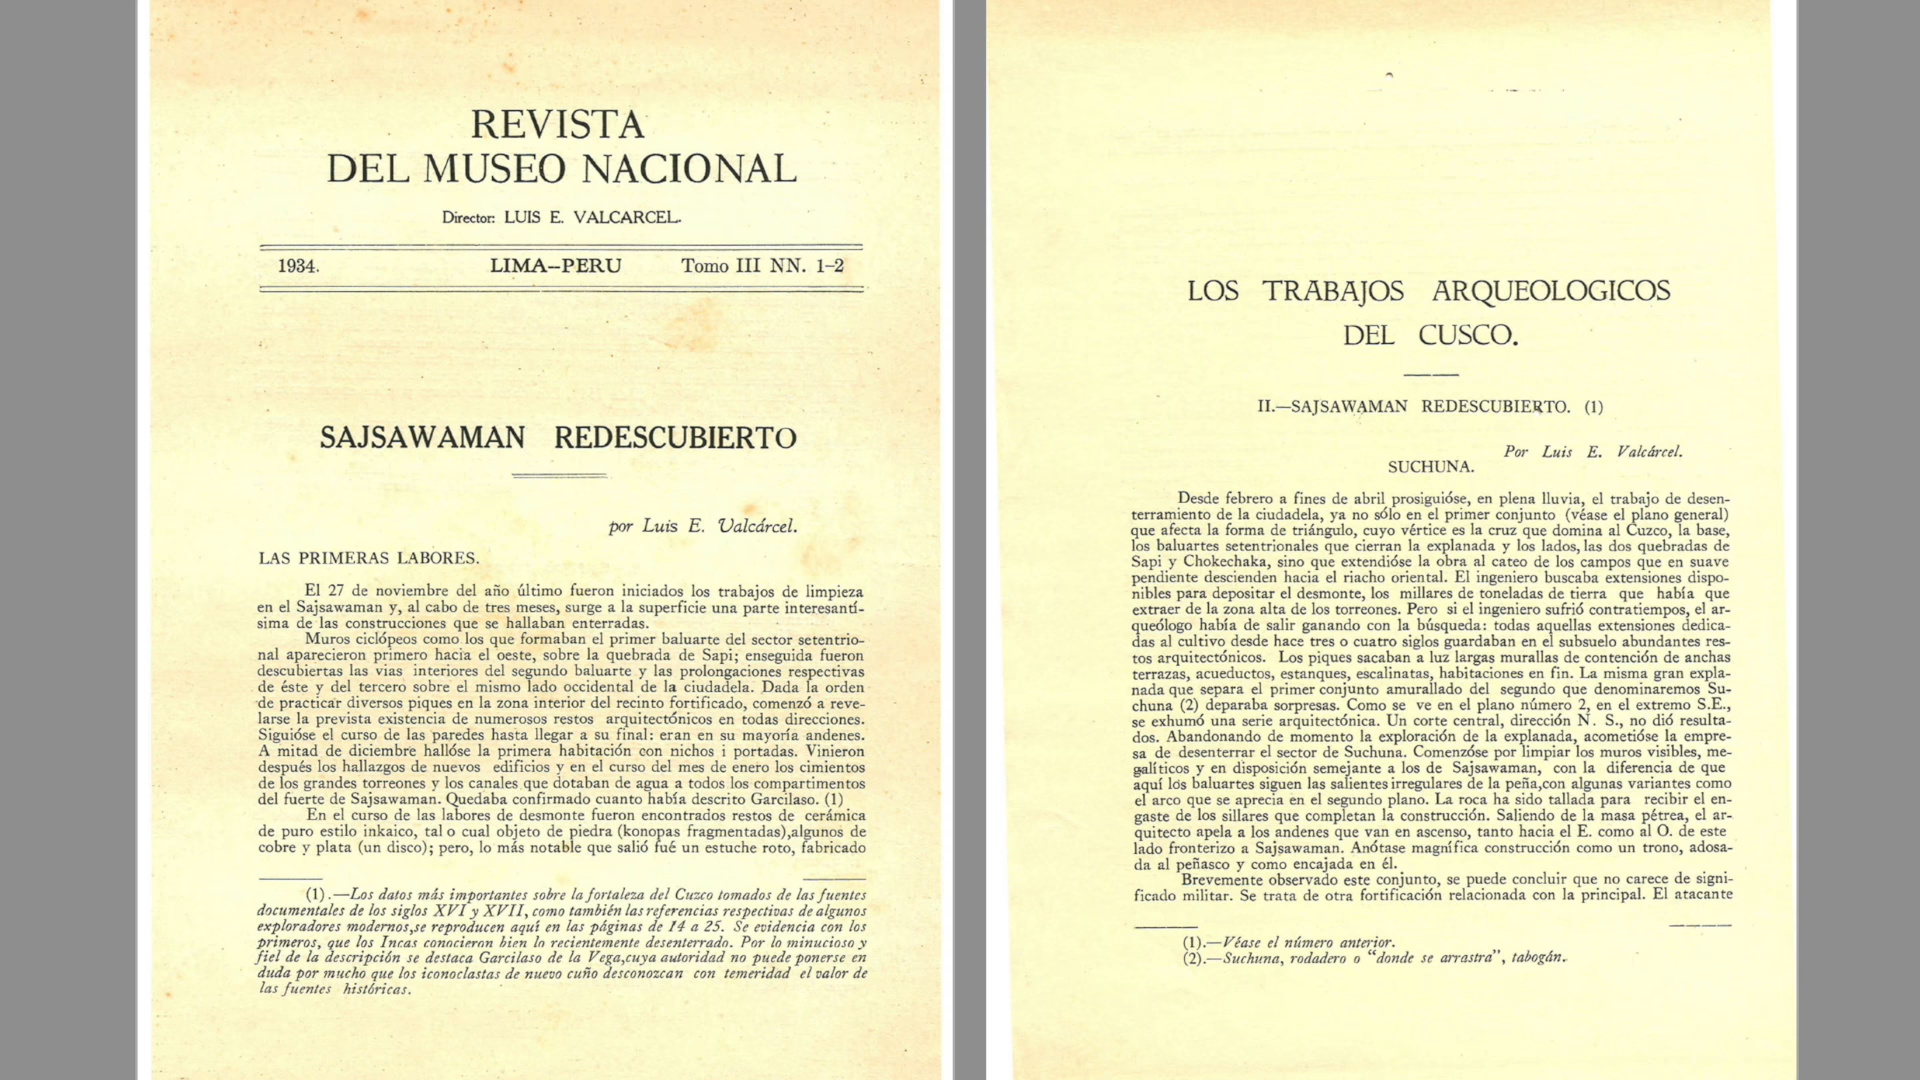 REVISTA
DEL MUSEO NACIONAL
Director: LUIS E. VALCARCEL.
1934. LIMA--PERU Tomo III NN. 1-2
SAJSAWAMAN REDESCUBIERTO
por Luis E. Valcárcel.
LAS PRIMERAS LABORES.
El 27 de noviembre del año último fueron iniciados los trabajos de limpieza
en el Sajsawaman y, al cabo de tres meses, surge a la superficie una parte interesantí-
sima de las construcciones que se hallaban enterradas.
Muros ciclópeos como los que formaban el primer baluarte del sector setentrio-
nal aparecieron primero hacia el oeste, sobre la quebrada de Sapi; enseguida fueron
descubiertas las vias interiores del segundo baluarte y las prolongaciones respectivas
de éste y del tercero sobre el mismo lado occidental de la ciudadela. Dada la orden
de practicar diversos piques en la zona interior del recinto fortificado, comenzó a reve-
larse la prevista existencia de numerosos restos arquitectónicos en todas direcciones.
Siguióse el curso de las paredes hasta llegar a su final: eran en su mayoría andenes.
A mitad de diciembre hallóse la primera habitación con nichos i portadas. Vinieron
después los hallazgos de nuevos edificios y en el curso del mes de enero los cimientos
de los grandes torreones y los canales que dotaban de agua a todos los compartimentos
del fuerte de Sajsawaman. Quedaba confirmado cuanto había descrito Garcilaso. (1)
En el curso de las labores de desmonte fueron encontrados restos de cerámica
de puro estilo inkaico, tal o cual objeto de piedra (konopas fragmentadas),algunos de
cobre y plata (un disco); pero, lo más notable que salió fué un estuche roto, fabricado
(1).—Los datos más importantes sobre la fortaleza del Cuzco tomados de las fuentes
documentales de los siglos XVI y XVII, como también las referencias respectivas de algunos
exploradores modernos,se reproducen aquí en las páginas de 14 a 25. Se evidencia con los
primeros, que los Incas conocieron bien lo recientemente desenterrado. Por lo minucioso y
fiel de la descripción se destaca Garcilaso de la Vega,cuya autoridad no puede ponerse en
duda por mucho que los iconoclastas de nuevo cuño desconozcan con temeridad el valor de
las fuentes históricas.
LOS TRABAJOS ARQUEOLOGICOS
DEL CUSCO.
II.—SAJSAWAMAN REDESCUBIERTO. (1)
Por Luis E. Valcárcel.
SUCHUNA.
Desde febrero a fines de abril prosiguióse, en plena lluvia, el trabajo de desen-
terramiento de la ciudadela, ya no sólo en el primer conjunto (véase el plano general)
que afecta la forma de triángulo, cuyo vértice es la cruz que domina al Cuzco, la base,
los baluartes setentrionales que cierran la explanada y los lados, las dos quebradas de
Sapi y Chokechaka, sino que extendióse la obra al cateo de los campos que en suave
pendiente descienden hacia el riacho oriental. El ingeniero buscaba extensiones dispo-
nibles para depositar el desmonte, los millares de toneladas de tierra que había que
extraer de la zona alta de los torreones. Pero si el ingeniero sufrió contratiempos, el ar-
queólogo había de salir ganando con la búsqueda: todas aquellas extensiones dedica-
das al cultivo desde hace tres o cuatro siglos guardaban en el subsuelo abundantes res-
tos arquitectónicos. Los piques sacaban a luz largas murallas de contención de anchas
terrazas, acueductos, estanques, escalinatas, habitaciones en fin. La misma gran expla-
nada que separa el primer conjunto amurallado del segundo que denominaremos Su-
chuna (2) deparaba sorpresas. Como se ve en el plano número 2, en el extremo S.E.,
se exhumó una serie arquitectónica. Un corte central, dirección N. S., no dió resulta-
dos. Abandonando de momento la exploración de la explanada, acometióse la empre-
sa de desenterrar el sector de Suchuna. Comenzóse por limpiar los muros visibles, me-
galíticos y en disposición semejante a los de Sajsawaman, con la diferencia de que
aquí los baluartes siguen las salientes irregulares de la peña,con algunas variantes como
el arco que se aprecia en el segundo plano. La roca ha sido tallada para recibir el en-
gaste de los sillares que completan la construcción. Saliendo de la masa pétrea, el ar-
quitecto apela a los andenes que van en ascenso, tanto hacia el E. como al O. de este
lado fronterizo a Sajsawaman. Anótase magnífica construcción como un trono, adosa-
da al peñasco y como encajada en él.
Brevemente observado este conjunto, se puede concluir que no carece de signi-
ficado militar. Se trata de otra fortificación relacionada con la principal. El atacante
(1).—Véase el número anterior.
(2).—Suchuna, rodadero o “donde se arrastra”, tabogán.